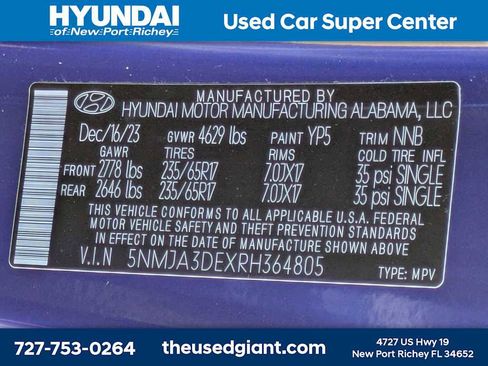 HYUNDAI
of New Port Richey
Used Car Super Center
MANUFACTURED BY
HYUNDAI MOTOR MANUFACTURING ALABAMA, LLC
Dec/16/23 GVWR 4629 lbs PAINT YP5 TRIM NNB
GAWR TIRES RIMS COLD TIRE INFL
FRONT 2778 lbs 235/65R17 7.0JX17 35 psi SINGLE
REAR 2646 lbs 235/65R17 7.0JX17 35 psi SINGLE
THIS VEHICLE CONFORMS TO ALL APPLICABLE U.S.A. FEDERAL
MOTOR VEHICLE SAFETY THEFT PREVENTION STANDARDS
IN EFFECT ON THE DATE OF MANUFACTURE SHOWN ABOVE.
V.I.N 5NMJA3DEXRH364805 TYPE: MPV
727-753-0264
theusedgiant.com
4727 US Hwy 19
New Port Richey FL 34652